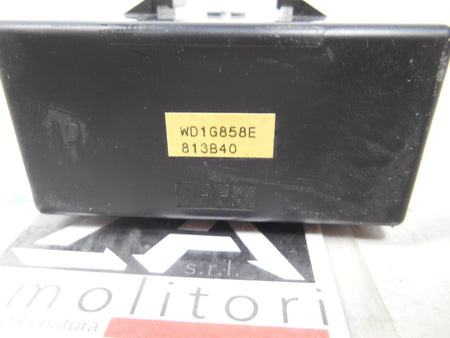 WD1G858E
813B40
s.r.l.
molitori